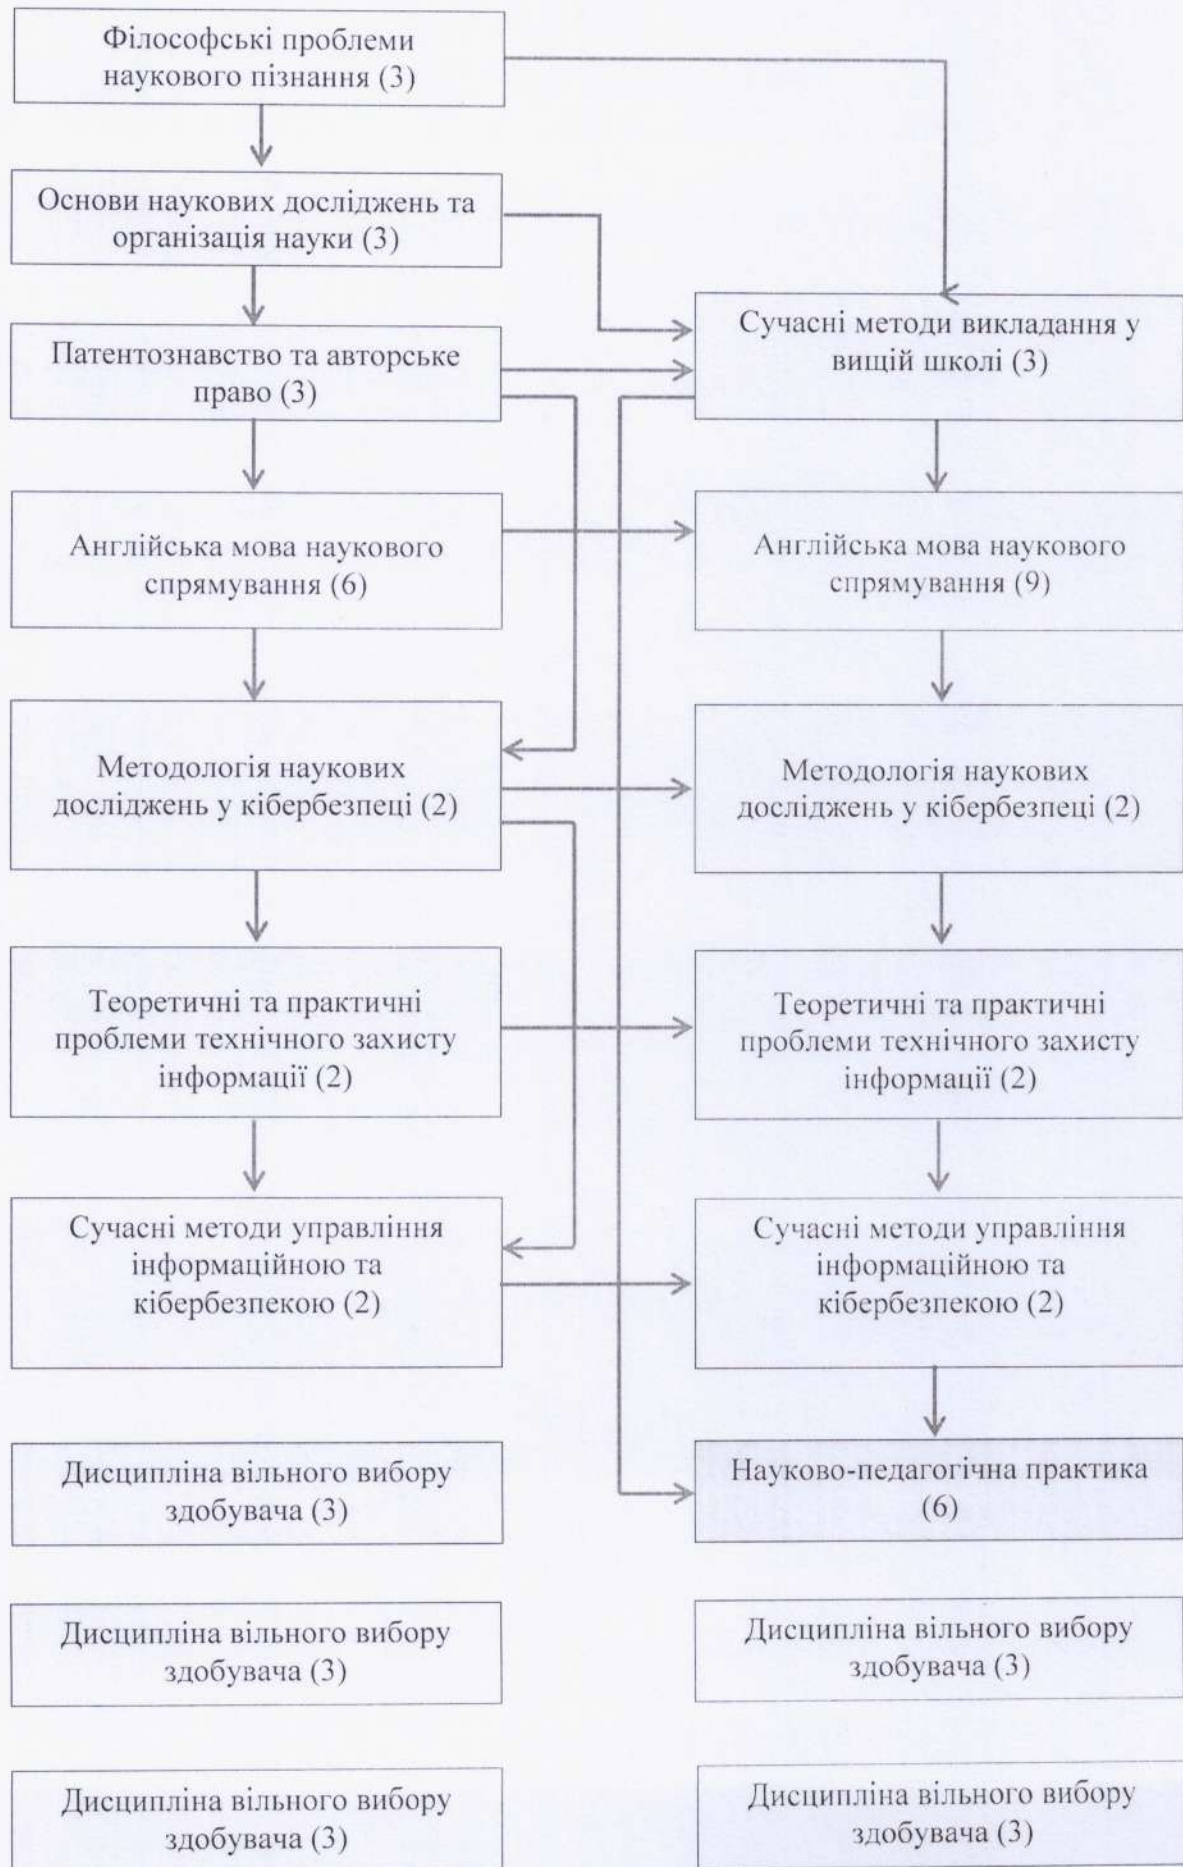 Філософські проблеми
наукового пізнання (3)
Основи наукових досліджень та
організація науки (3)
Патентознавство та авторське
право (3)
Англійська мова наукового
спрямування (6)
Методологія наукових
досліджень у кібербезпеці (2)
Теоретичні та практичні
проблеми технічного захисту
інформації (2)
Сучасні методи управління
інформаційною та
кібербезпекою (2)
Дисципліна вільного вибору
здобувача (3)
Дисципліна вільного вибору
здобувача (3)
Дисципліна вільного вибору
здобувача (3)
Сучасні методи викладання у
вищій школі (3)
Англійська мова наукового
спрямування (9)
Методологія наукових
досліджень у кібербезпеці (2)
Теоретичні та практичні
проблеми технічного захисту
інформації (2)
Сучасні методи управління
інформаційною та
кібербезпекою (2)
Науково-педагогічна практика
(6)
Дисципліна вільного вибору
здобувача (3)
Дисципліна вільного вибору
здобувача (3)